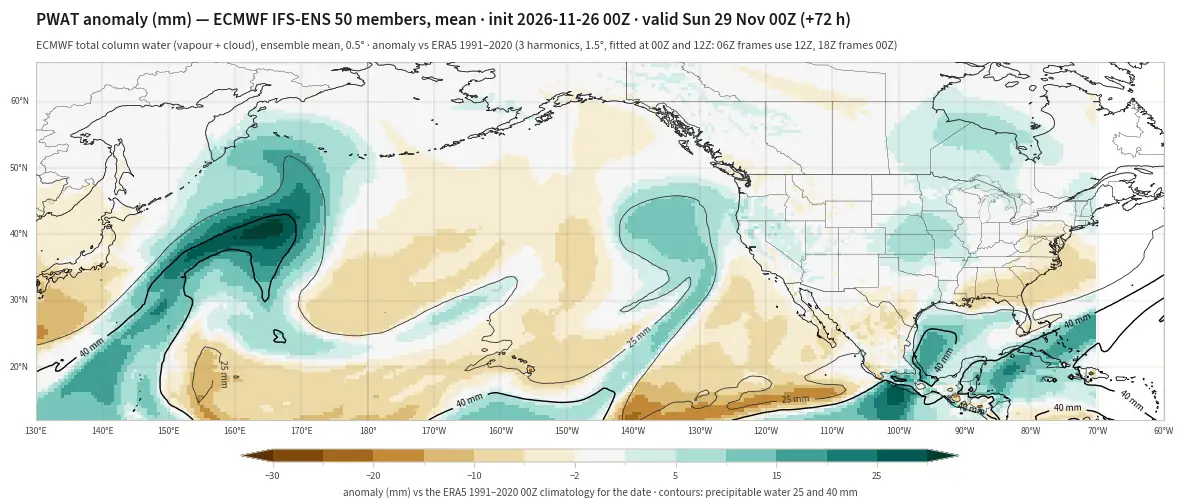 PWAT anomaly (mm) — ECMWF IFS-ENS 50 members, mean · init 2026-11-26 00Z · valid Sun 29 Nov 00Z (+72 h)
ECMWF total column water (vapour + cloud), ensemble mean, 0.5° · anomaly vs ERA5 1991–2020 (3 harmonics, 1.5°, fitted at 00Z and 12Z: 06Z frames use 12Z, 18Z frames 00Z)
60°N
50°N
40°N
30°N
20°N
40 mm
25 mm
40 mm
25 mm
25 mm
40 mm
40 mm
40 mm
40 mm
40 mm
130°E 140°E 150°E 160°E 170°E 180° 170°W 160°W 150°W 140°W 130°W 120°W 110°W 100°W 90°W 80°W 70°W 60°W
−30 −20 −10 −2 5 15 25
anomaly (mm) vs the ERA5 1991–2020 00Z climatology for the date · contours: precipitable water 25 and 40 mm